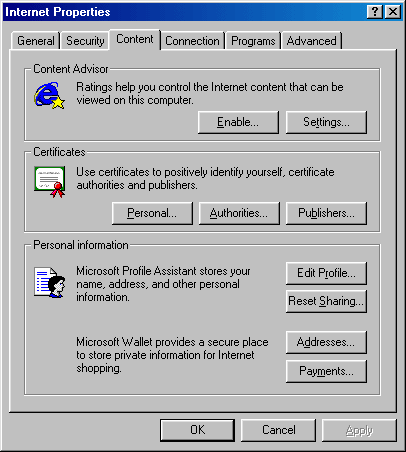 Internet Properties
General Security Content Connection Programs Advanced
Content Advisor
Ratings help you control the Internet content that can be
viewed on this computer.
Enable... Settings...
Certificates
Use certificates to positively identify yourself, certificate
authorities and publishers.
Personal... Authorities... Publishers...
Personal information
Microsoft Profile Assistant stores your
name, address, and other personal
information.
Edit Profile...
Reset Sharing...
Microsoft Wallet provides a secure place
to store private information for Internet
shopping.
Addresses...
Payments...
OK Cancel Apply